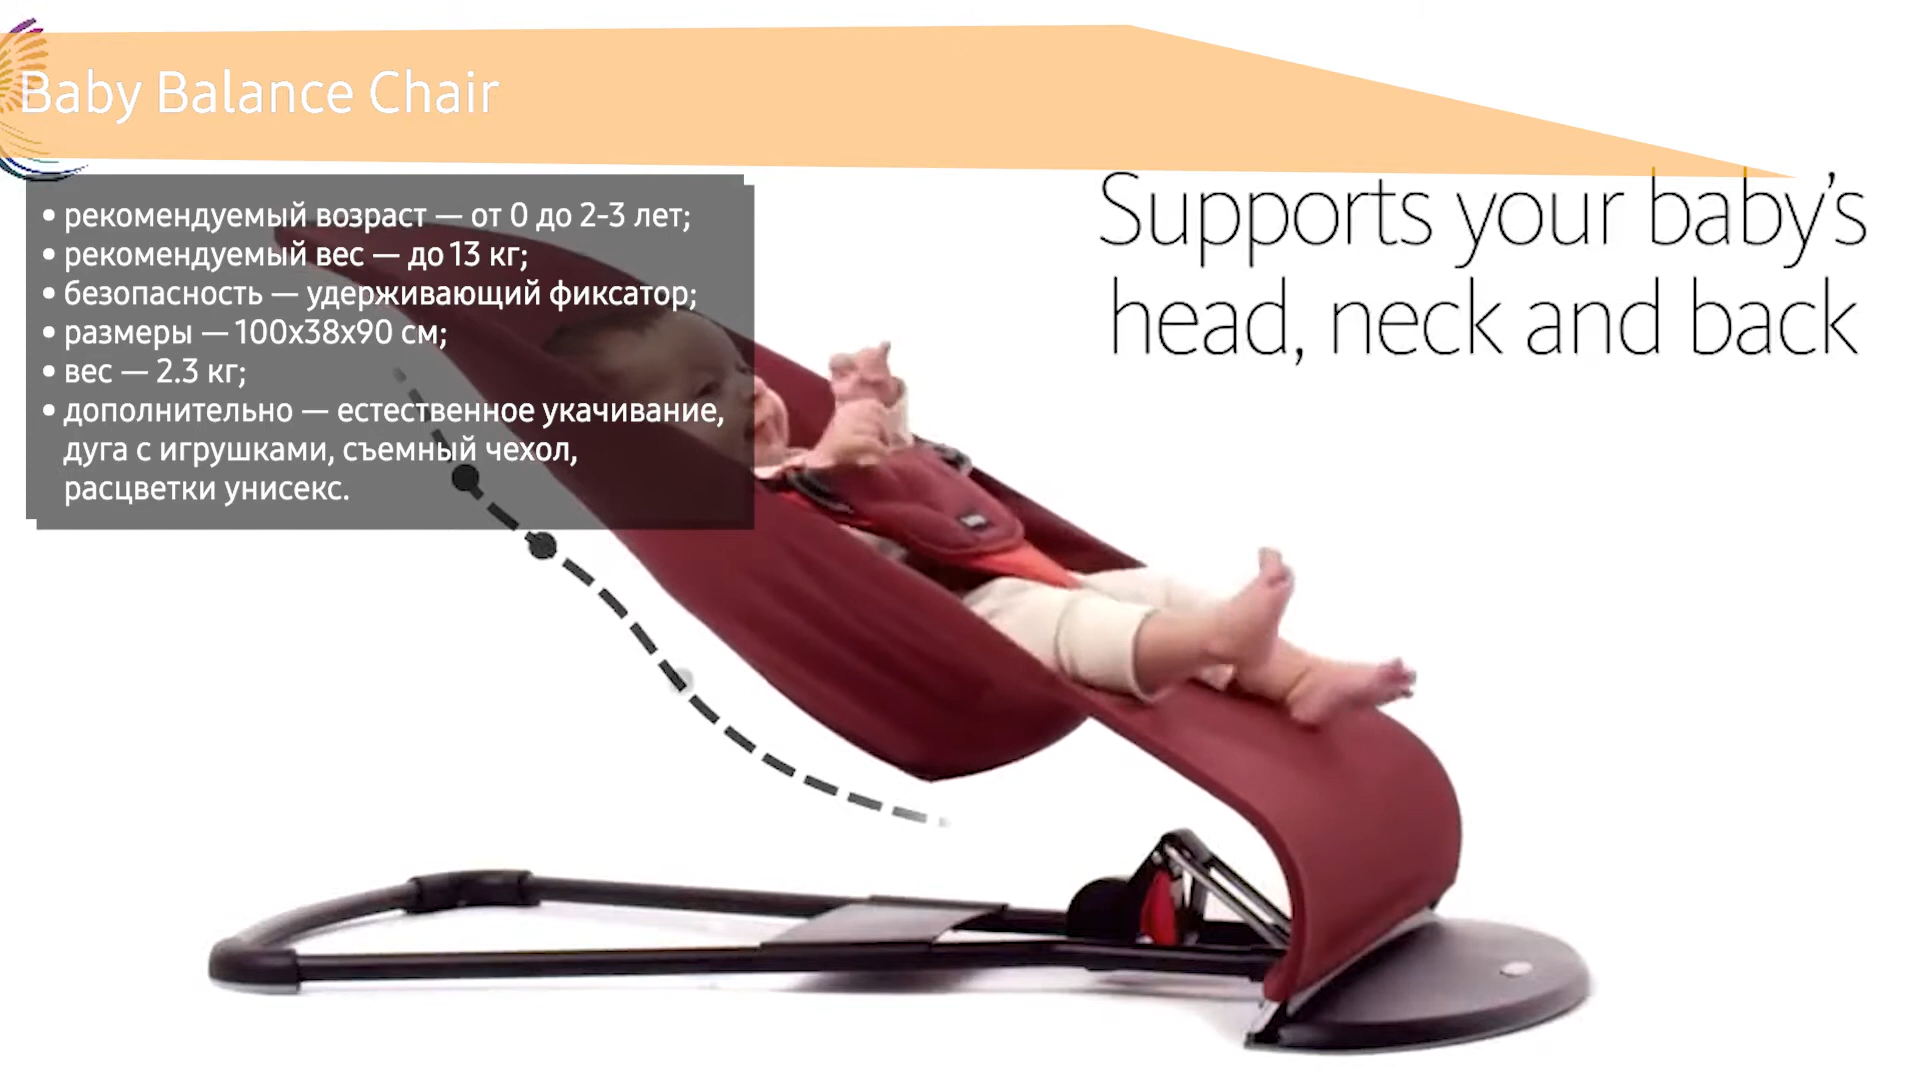 Baby Balance Chair
• рекомендуемый возраст — от 0 до 2-3 лет;
• рекомендуемый вес — до 13 кг;
• безопасность — удерживающий фиксатор;
• размеры — 100x38x90 см;
• вес — 2.3 кг;
• дополнительно — естественное укачивание,
дуга с игрушками, съемный чехол,
расцветки унисекс.
Supports your baby’s
head, neck and back